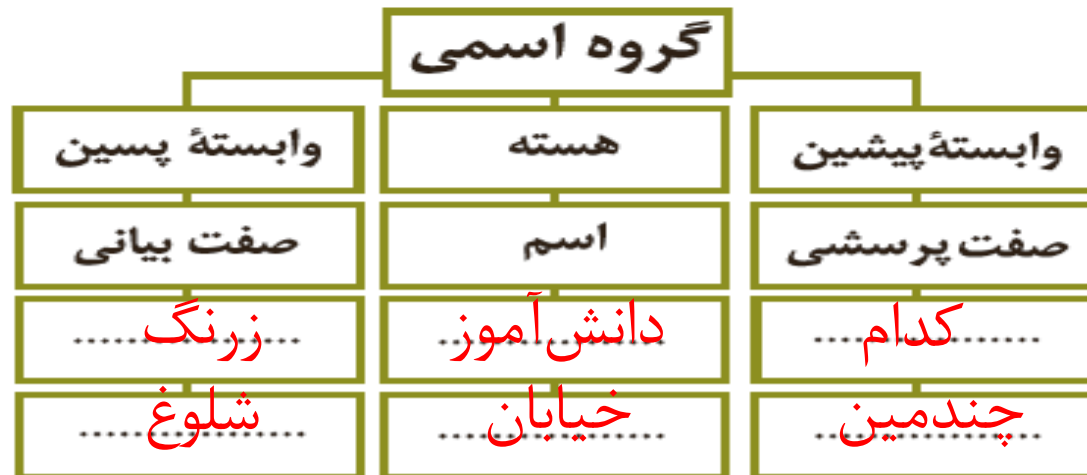 گروه اسمی
وابستهٔ پیشین هسته وابستهٔ پسین
صفت پرسشی اسم صفت بیانی
کدام دانش‌آموز زرنگ
چندمین خیابان شلوغ